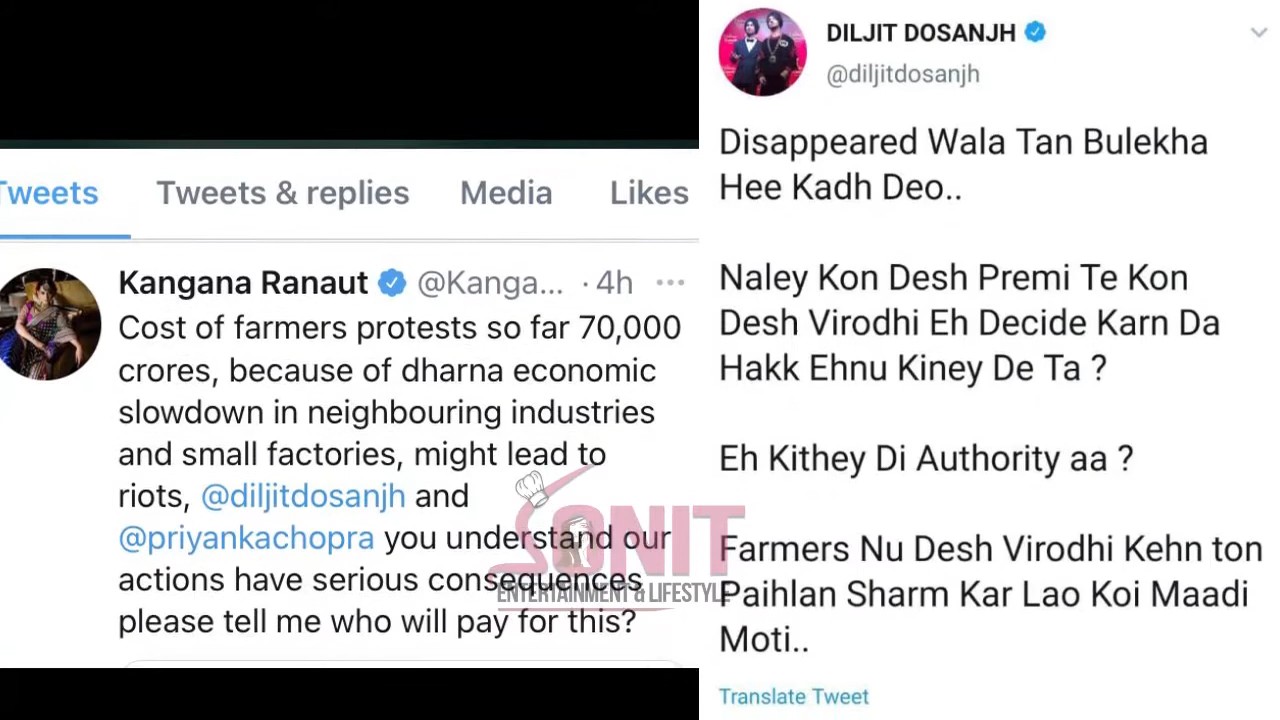 Tweets
Tweets & replies
Media
Likes
Kangana Ranaut @Kanga... · 4h
Cost of farmers protests so far 70,000
crores, because of dharna economic
slowdown in neighbouring industries
and small factories, might lead to
riots, @diljitdosanjh and
@priyankachopra you understand our
actions have serious consequences
please tell me who will pay for this?
SONIT
ENTERTAINMENT & LIFESTYLE
DILJIT DOSANJH
@diljitdosanjh
Disappeared Wala Tan Bulekha
Hee Kadh Deo..
Naley Kon Desh Premi Te Kon
Desh Virodhi Eh Decide Karn Da
Hakk Ehnu Kiney De Ta ?
Eh Kithey Di Authority aa ?
Farmers Nu Desh Virodhi Kehn ton
Paihlan Sharm Kar Lao Koi Maadi
Moti..
Translate Tweet